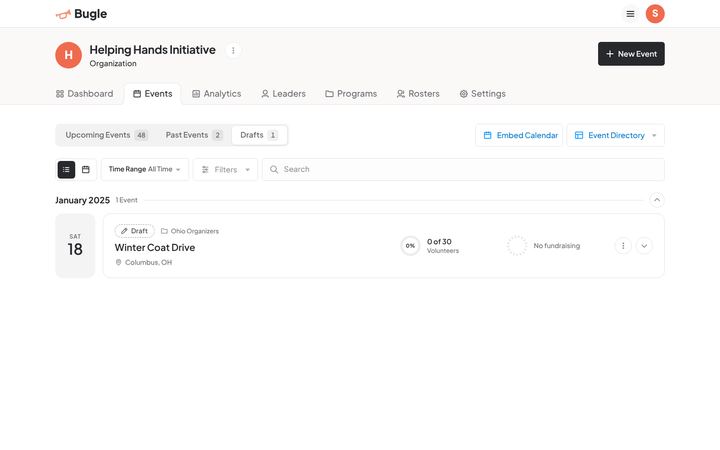 Bugle
S
H
Helping Hands Initiative
Organization
New Event
Dashboard Events Analytics Leaders Programs Rosters Settings
Upcoming Events 48 Past Events 2 Drafts 1
Embed Calendar Event Directory
Time Range All Time Filters Search
January 2025 1 Event
SAT
18
Draft Ohio Organizers
Winter Coat Drive
Columbus, OH
0%
0 of 30
Volunteers
No fundraising